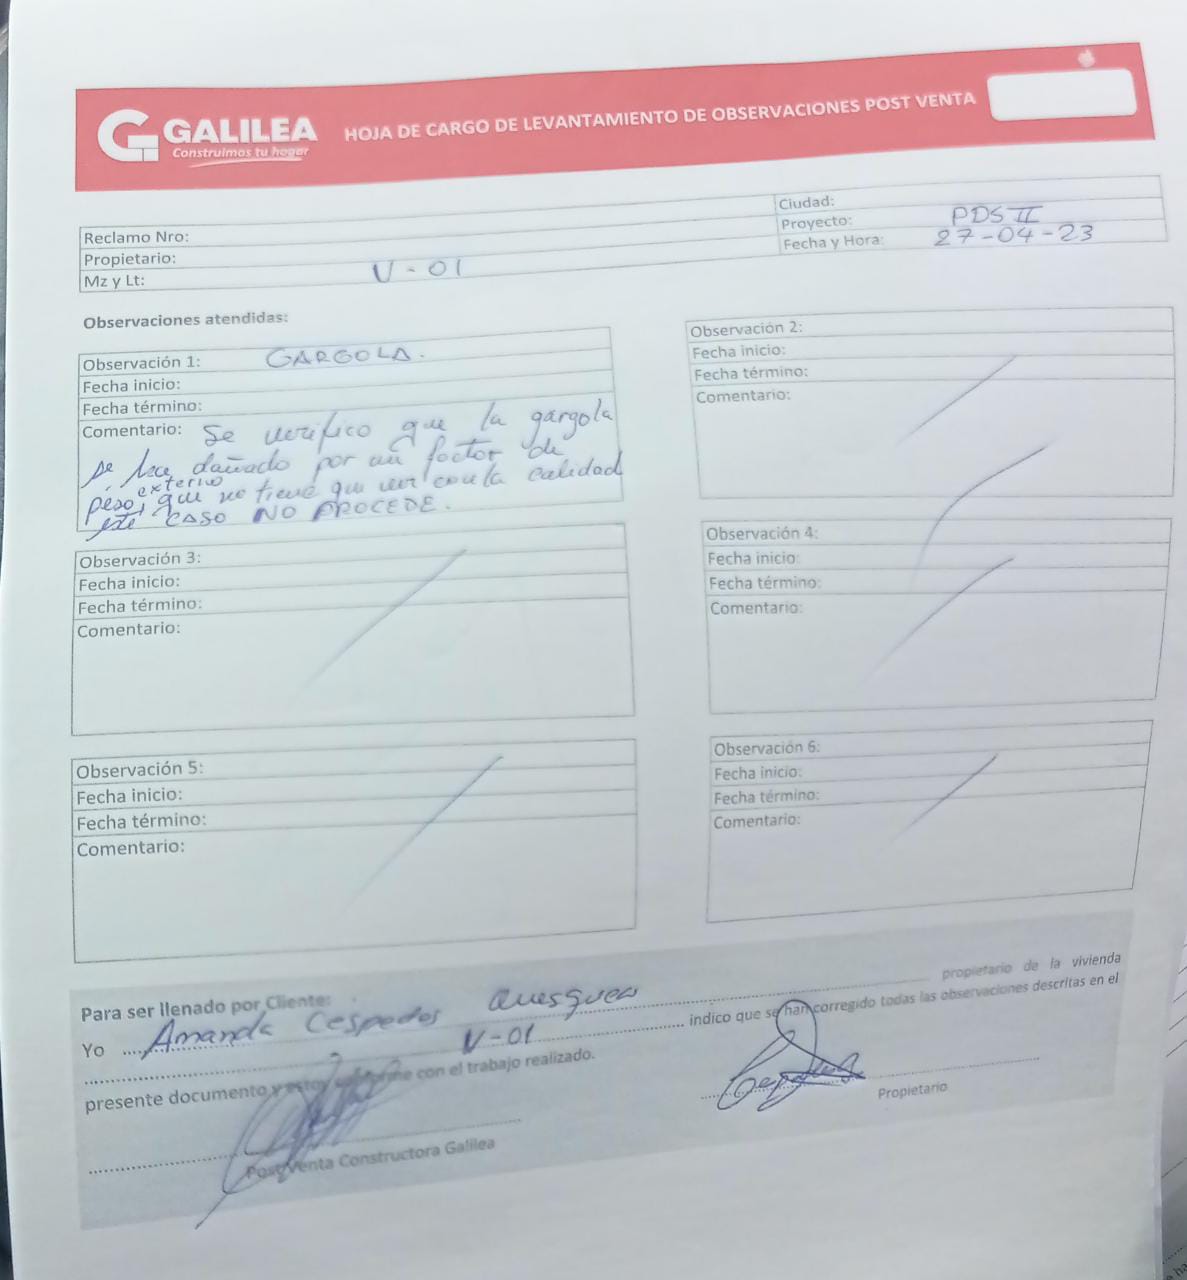 GALILEA
Construimos tu hogar
HOJA DE CARGO DE LEVANTAMIENTO DE OBSERVACIONES POST VENTA
Reclamo Nro:
Propietario:
Mz y Lt: V-01
Ciudad:
Proyecto: PDS II
Fecha y Hora: 27-04-23
Observaciones atendidas:
Observación 1: GARGOLA.
Fecha inicio:
Fecha término:
Comentario: Se verifico que la gargola
se dañado por un factor de
peso, externo que no tiene que ver con la calidad
este CASO NO PROCEDE.
Observación 2:
Fecha inicio:
Fecha término:
Comentario:
Observación 3:
Fecha inicio:
Fecha término:
Comentario:
Observación 4:
Fecha inicio:
Fecha término:
Comentario:
Observación 5:
Fecha inicio:
Fecha término:
Comentario:
Observación 6:
Fecha inicio:
Fecha término:
Comentario:
Para ser llenado por Cliente:
Yo Amanda Cespedes Quesquen propietario de la vivienda
V-01 indico que se han corregido todas las observaciones descritas en el
presente documento y estoy conforme con el trabajo realizado.
Post Venta Constructora Galilea
Propietario